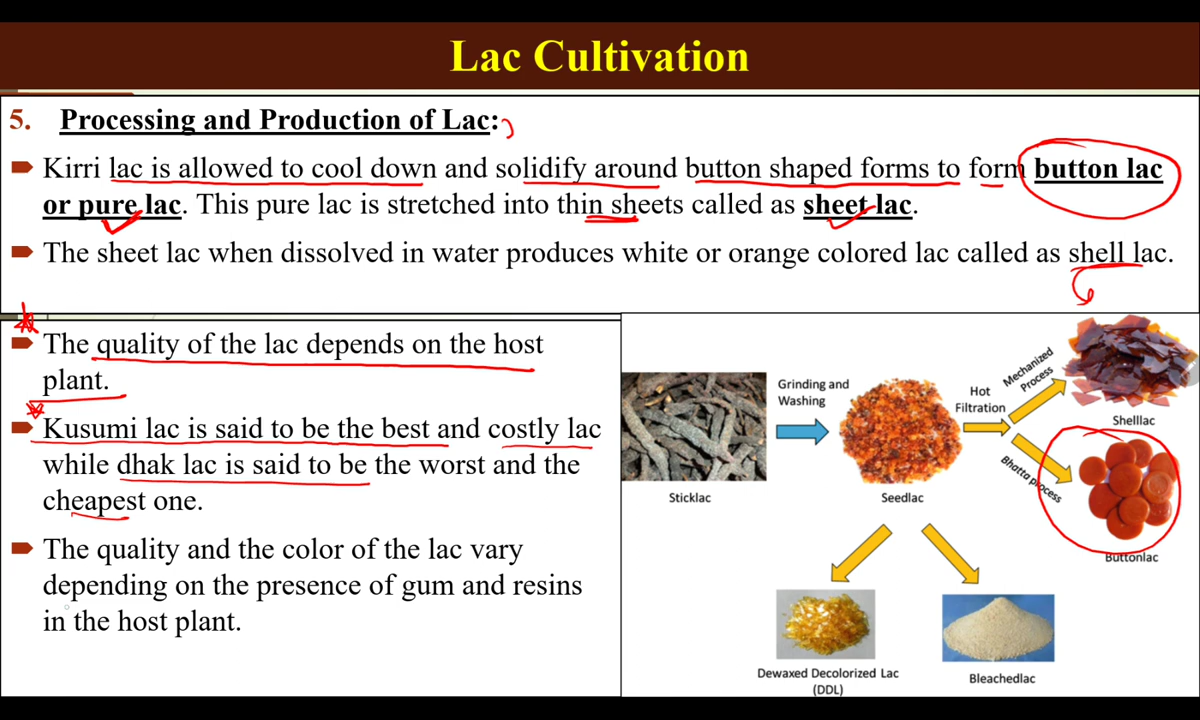 Lac Cultivation
5. Processing and Production of Lac:
Kirri lac is allowed to cool down and solidify around button shaped forms to form button lac
or pure lac. This pure lac is stretched into thin sheets called as sheet lac.
The sheet lac when dissolved in water produces white or orange colored lac called as shell lac.
The quality of the lac depends on the host
plant.
Kusumi lac is said to be the best and costly lac
while dhak lac is said to be the worst and the
cheapest one.
The quality and the color of the lac vary
depending on the presence of gum and resins
in the host plant.
Sticklac
Grinding and
Washing
Seedlac
Hot
Filtration
Mechanized
Process
Shelllac
Bhatta process
Buttonlac
Dewaxed Decolorized Lac
(DDL)
Bleachedlac